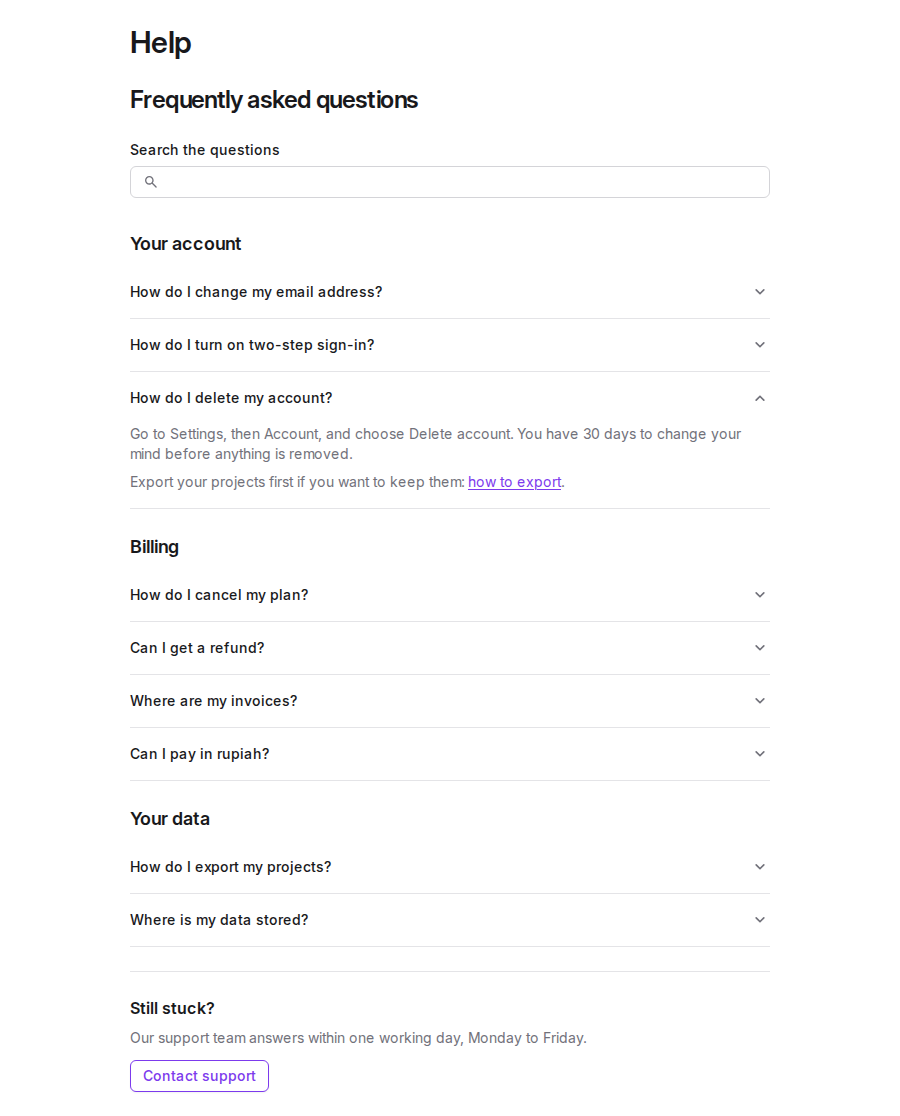 Help
Frequently asked questions
Search the questions
Your account
How do I change my email address?
How do I turn on two-step sign-in?
How do I delete my account?
Go to Settings, then Account, and choose Delete account. You have 30 days to change your
mind before anything is removed.
Export your projects first if you want to keep them: how to export.
Billing
How do I cancel my plan?
Can I get a refund?
Where are my invoices?
Can I pay in rupiah?
Your data
How do I export my projects?
Where is my data stored?
Still stuck?
Our support team answers within one working day, Monday to Friday.
Contact support